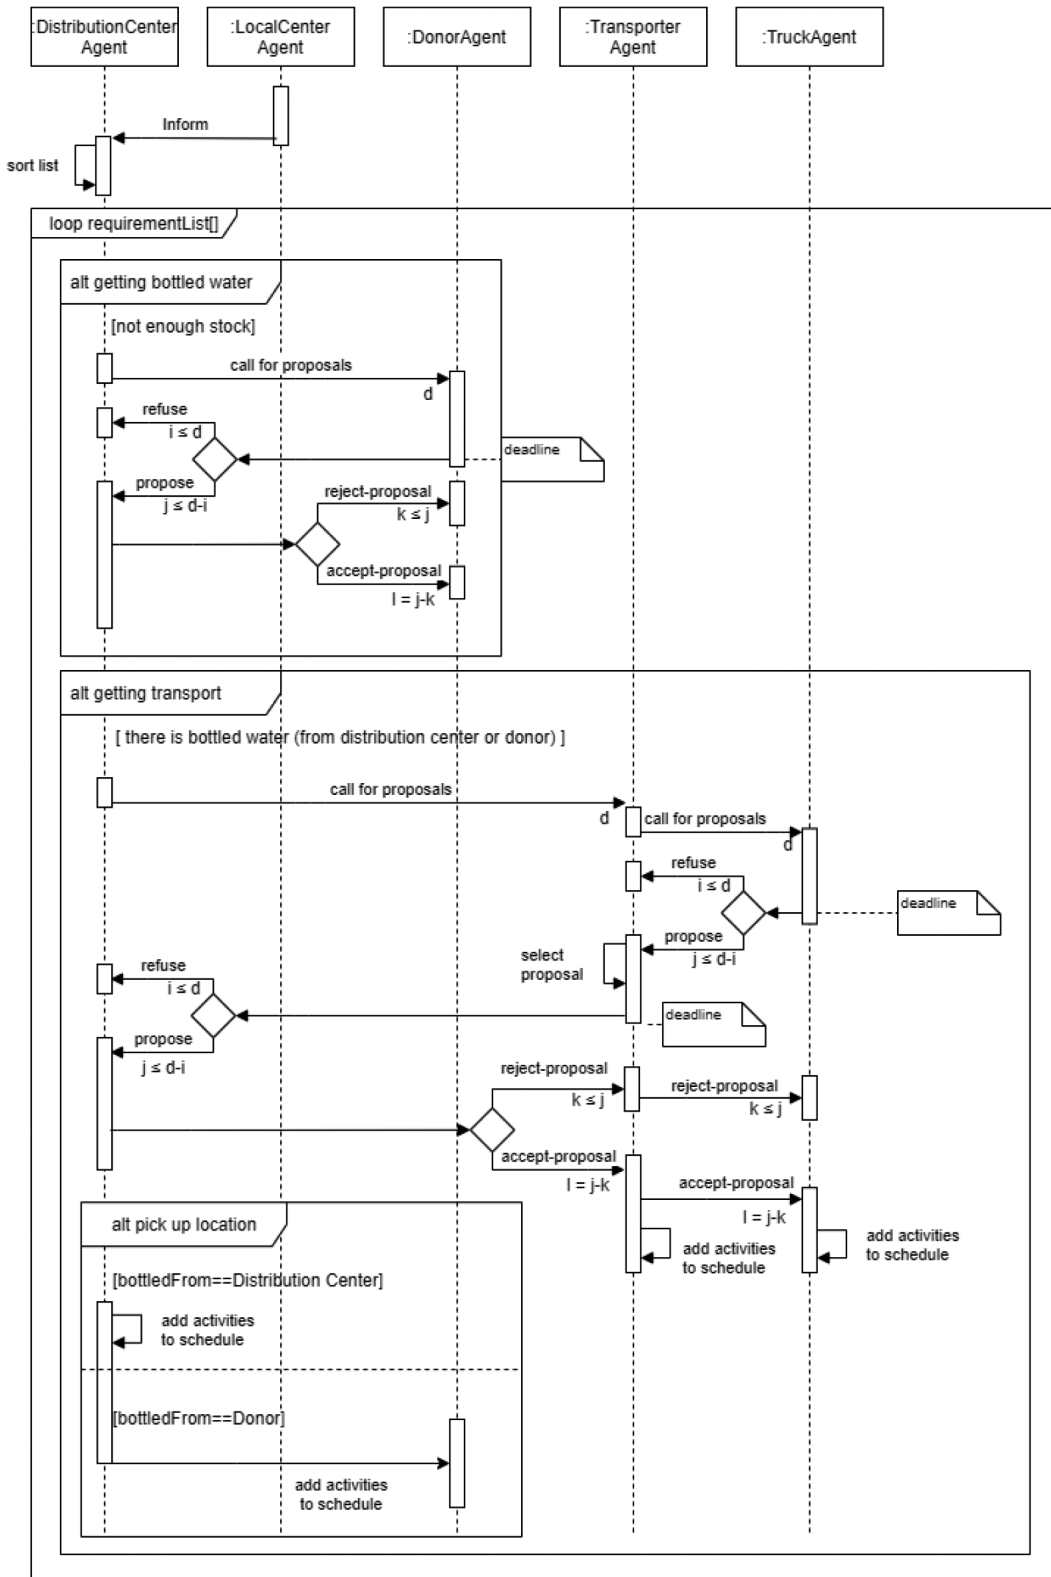 :DistributionCenter
Agent
:LocalCenter
Agent
:DonorAgent
:Transporter
Agent
:TruckAgent
Inform
sort list
loop requirementList[]
alt getting bottled water
[not enough stock]
call for proposals
d
refuse
i ≤ d
deadline
propose
j ≤ d-i
reject-proposal
k ≤ j
accept-proposal
l = j-k
alt getting transport
[ there is bottled water (from distribution center or donor) ]
call for proposals
d
call for proposals
d
refuse
i ≤ d
deadline
propose
j ≤ d-i
select
proposal
refuse
i ≤ d
deadline
propose
j ≤ d-i
reject-proposal
k ≤ j
reject-proposal
k ≤ j
accept-proposal
l = j-k
accept-proposal
l = j-k
add activities
to schedule
add activities
to schedule
alt pick up location
[bottledFrom==Distribution Center]
add activities
to schedule
[bottledFrom==Donor]
add activities
to schedule